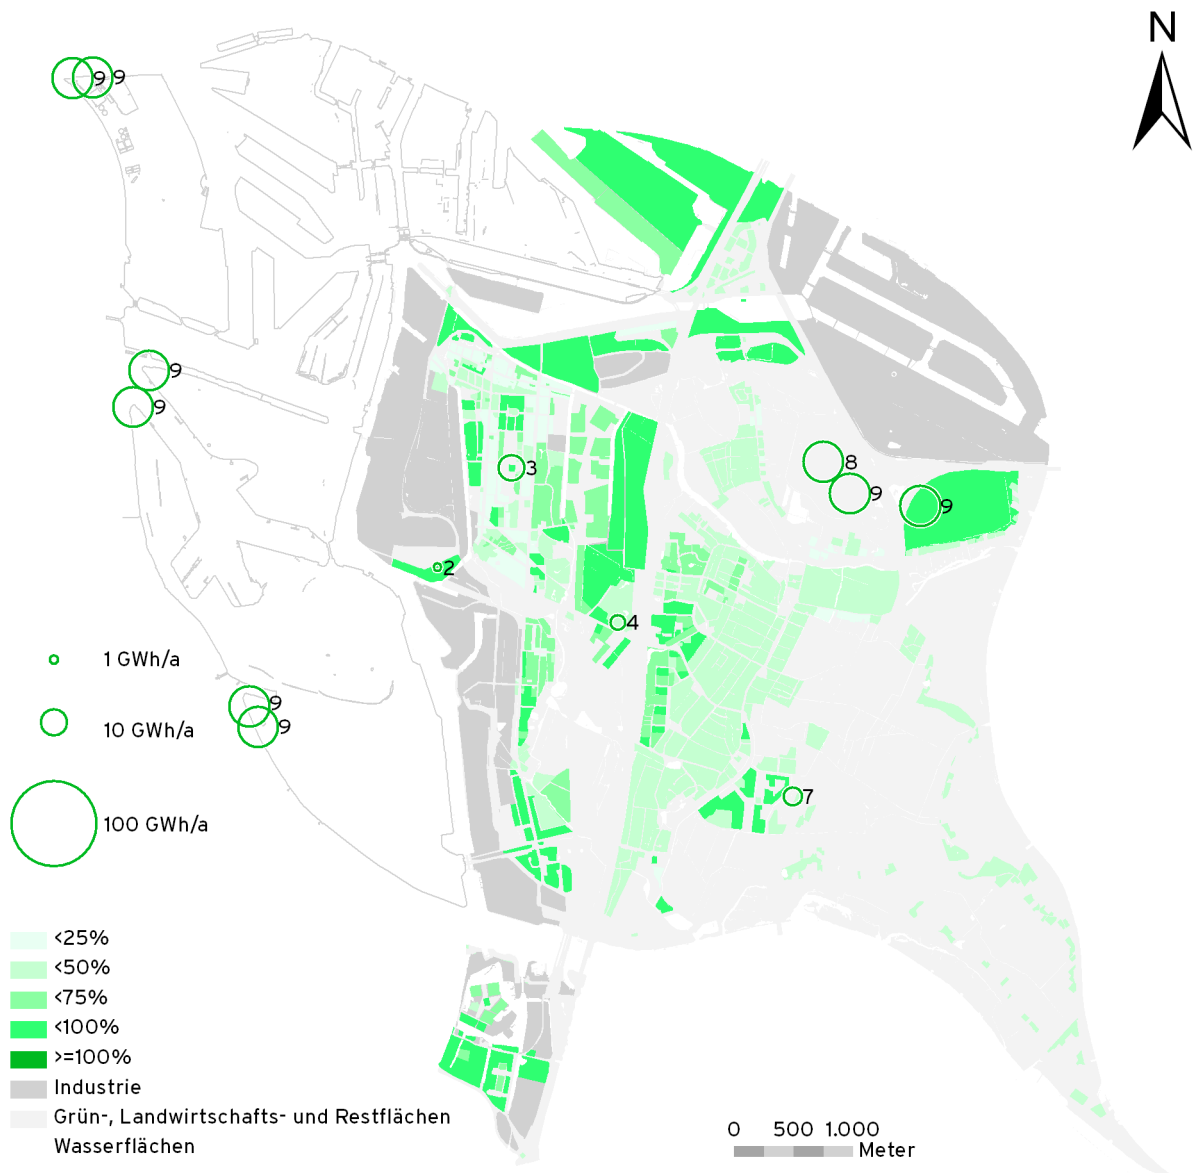 N
9 9
9
9
8
9
9
3
2
4
9
9
7
1 GWh/a
10 GWh/a
100 GWh/a
<25%
<50%
<75%
<100%
>=100%
Industrie
Grün-, Landwirtschafts- und Restflächen
Wasserflächen
0 500 1.000
Meter